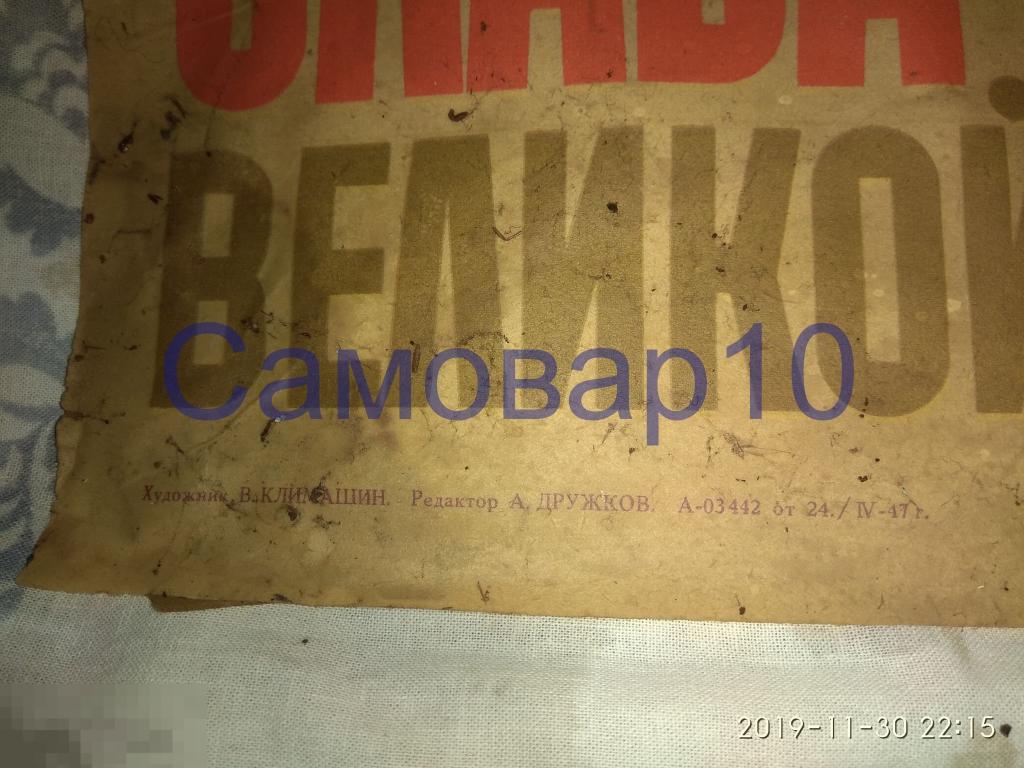 СЛАВА
ВЕЛИКОЙ
Самовар10
Художник В. КЛИМАШИН. Редактор А. ДРУЖКОВ. А-03442 от 24./IV-47 г.
2019-11-30 22:15